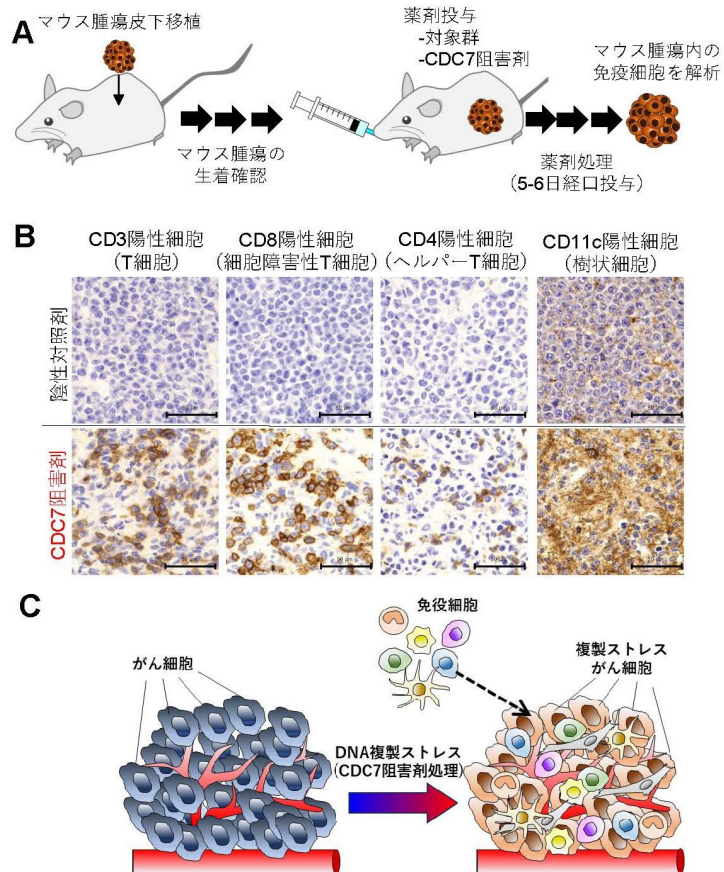 A
マウス腫瘍皮下移植
マウス腫瘍の
生着確認
薬剤投与
-対象群
-CDC7阻害剤
薬剤処理
(5-6日経口投与)
マウス腫瘍内の
免疫細胞を解析
B
CD3陽性細胞
(T細胞)
CD8陽性細胞
(細胞障害性T細胞)
CD4陽性細胞
(ヘルパーT細胞)
CD11c陽性細胞
(樹状細胞)
陰性対照剤
CDC7阻害剤
C
がん細胞
DNA複製ストレス
(CDC7阻害剤処理)
免疫細胞
複製ストレス
がん細胞